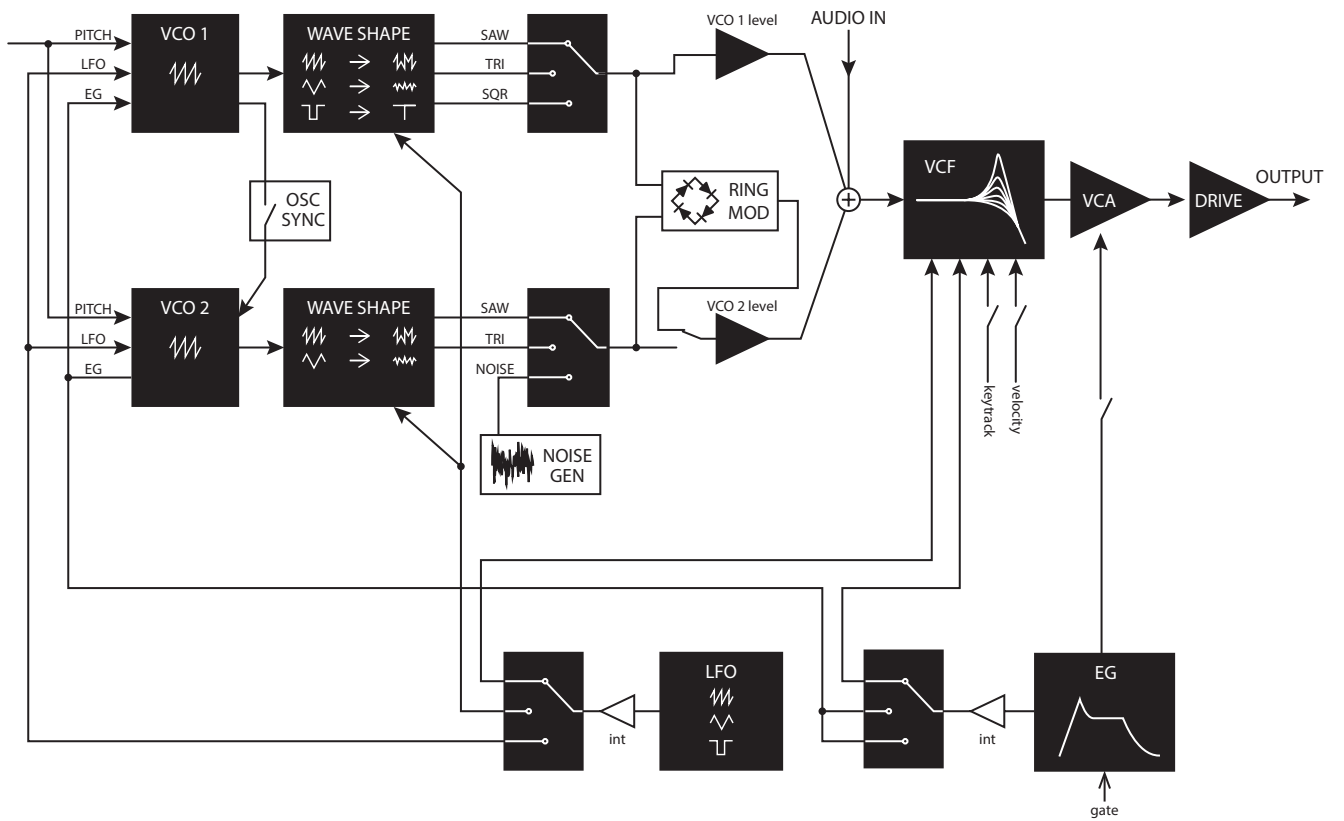 VCO 1 level
AUDIO IN
PITCH
VCO 1
WAVE SHAPE
SAW
LFO
TRI
EG
SQR
VCF
RING
MOD
OUTPUT
OSC
SYNC
VCA
DRIVE
PITCH
VCO 2
WAVE SHAPE
SAW
VCO 2 level
LFO
TRI
EG
NOISE
keytrack
velocity
NOISE
GEN
LFO
EG
int
int
gate